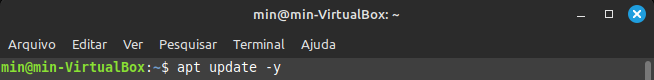 min@min-VirtualBox: ~
Arquivo Editar Ver Pesquisar Terminal Ajuda
min@min-VirtualBox:~$ apt update -y